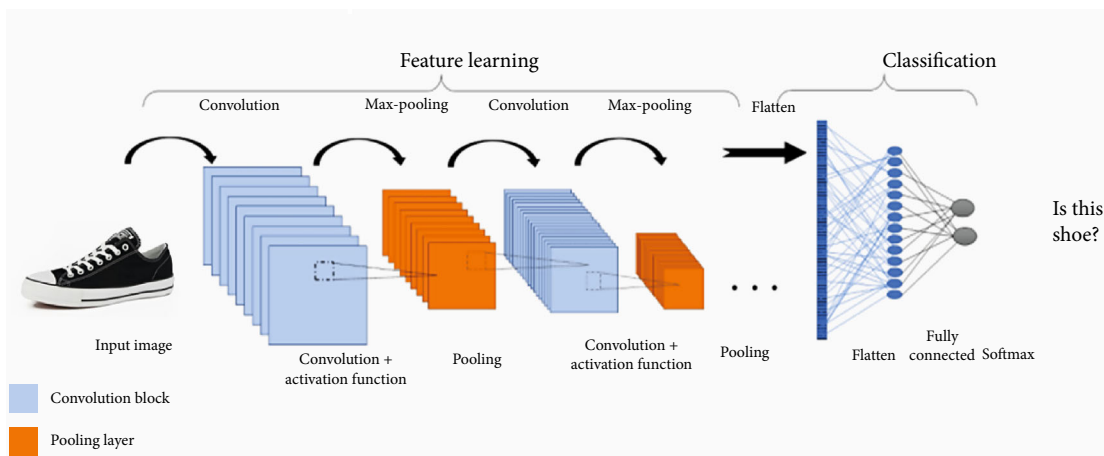 Feature learning
Classification
Convolution
Max-pooling
Convolution
Max-pooling
Flatten
Is this
shoe?
Input image
Convolution +
activation function
Pooling
Convolution +
activation function
Pooling
Flatten
Fully
connected
Softmax
Convolution block
Pooling layer